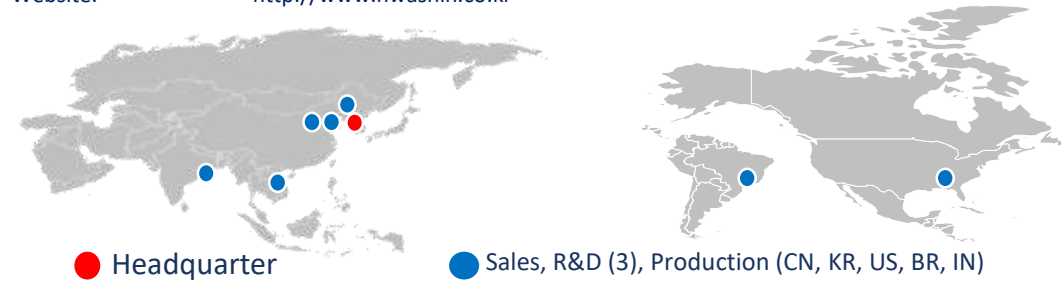 Headquarter
Sales, R&D (3), Production (CN, KR, US, BR, IN)